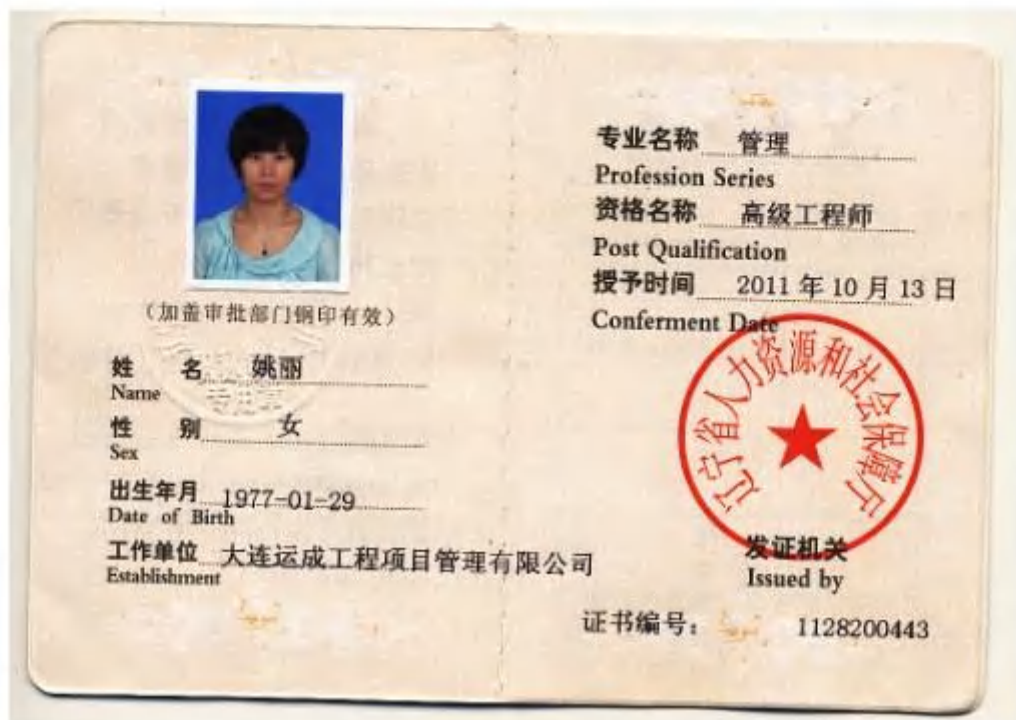 （加盖审批部门钢印有效）
姓 名 姚丽
Name
性 别 女
Sex
出生年月 1977-01-29
Date of Birth
工作单位 大连运成工程项目管理有限公司
Establishment
专业名称 管理
Profession Series
资格名称 高级工程师
Post Qualification
授予时间 2011 年 10 月 13 日
Conferment Date
辽宁省人力资源和社会保障厅
发证机关
Issued by
证书编号： 1128200443